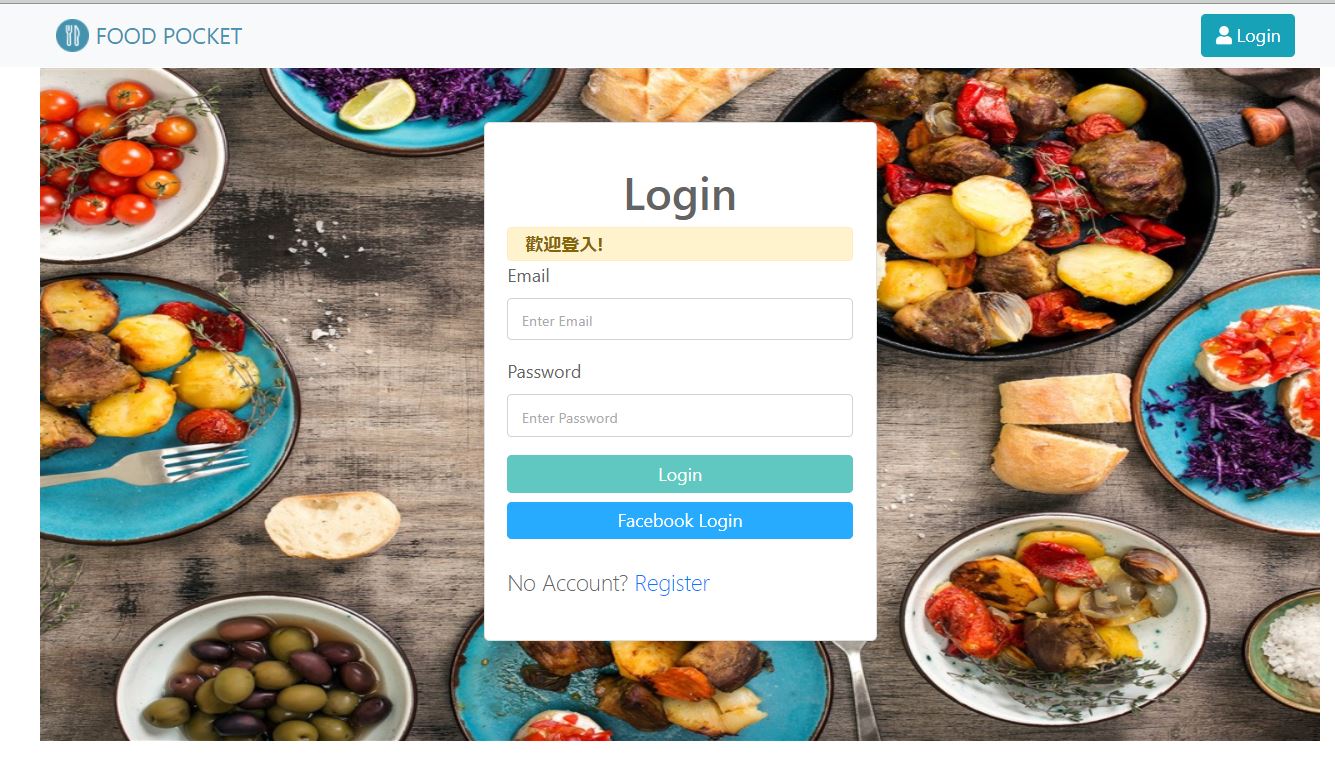 FOOD POCKET
Login
Login
歡迎登入!
Email
Enter Email
Password
Enter Password
Login
Facebook Login
No Account? Register